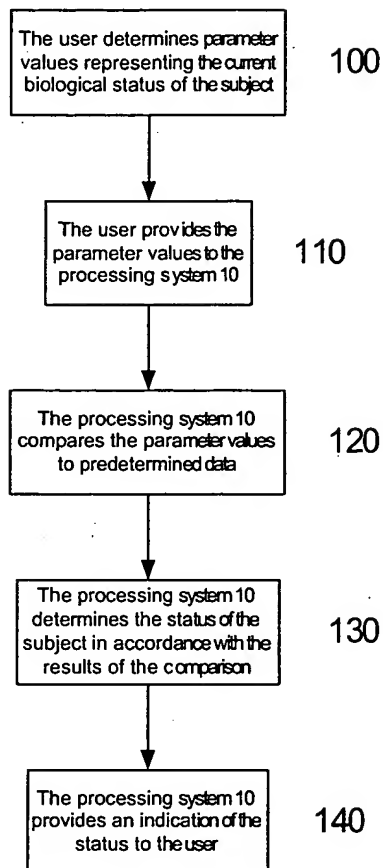 The user determines parameter
values representing the current
biological status of the subject
100
The user provides the
parameter values to the
processing system 10
110
The processing system 10
compares the parameter values
to predetermined data
120
The processing system 10
determines the status of the
subject in accordance with the
results of the comparison
130
The processing system 10
provides an indication of the
status to the user
140